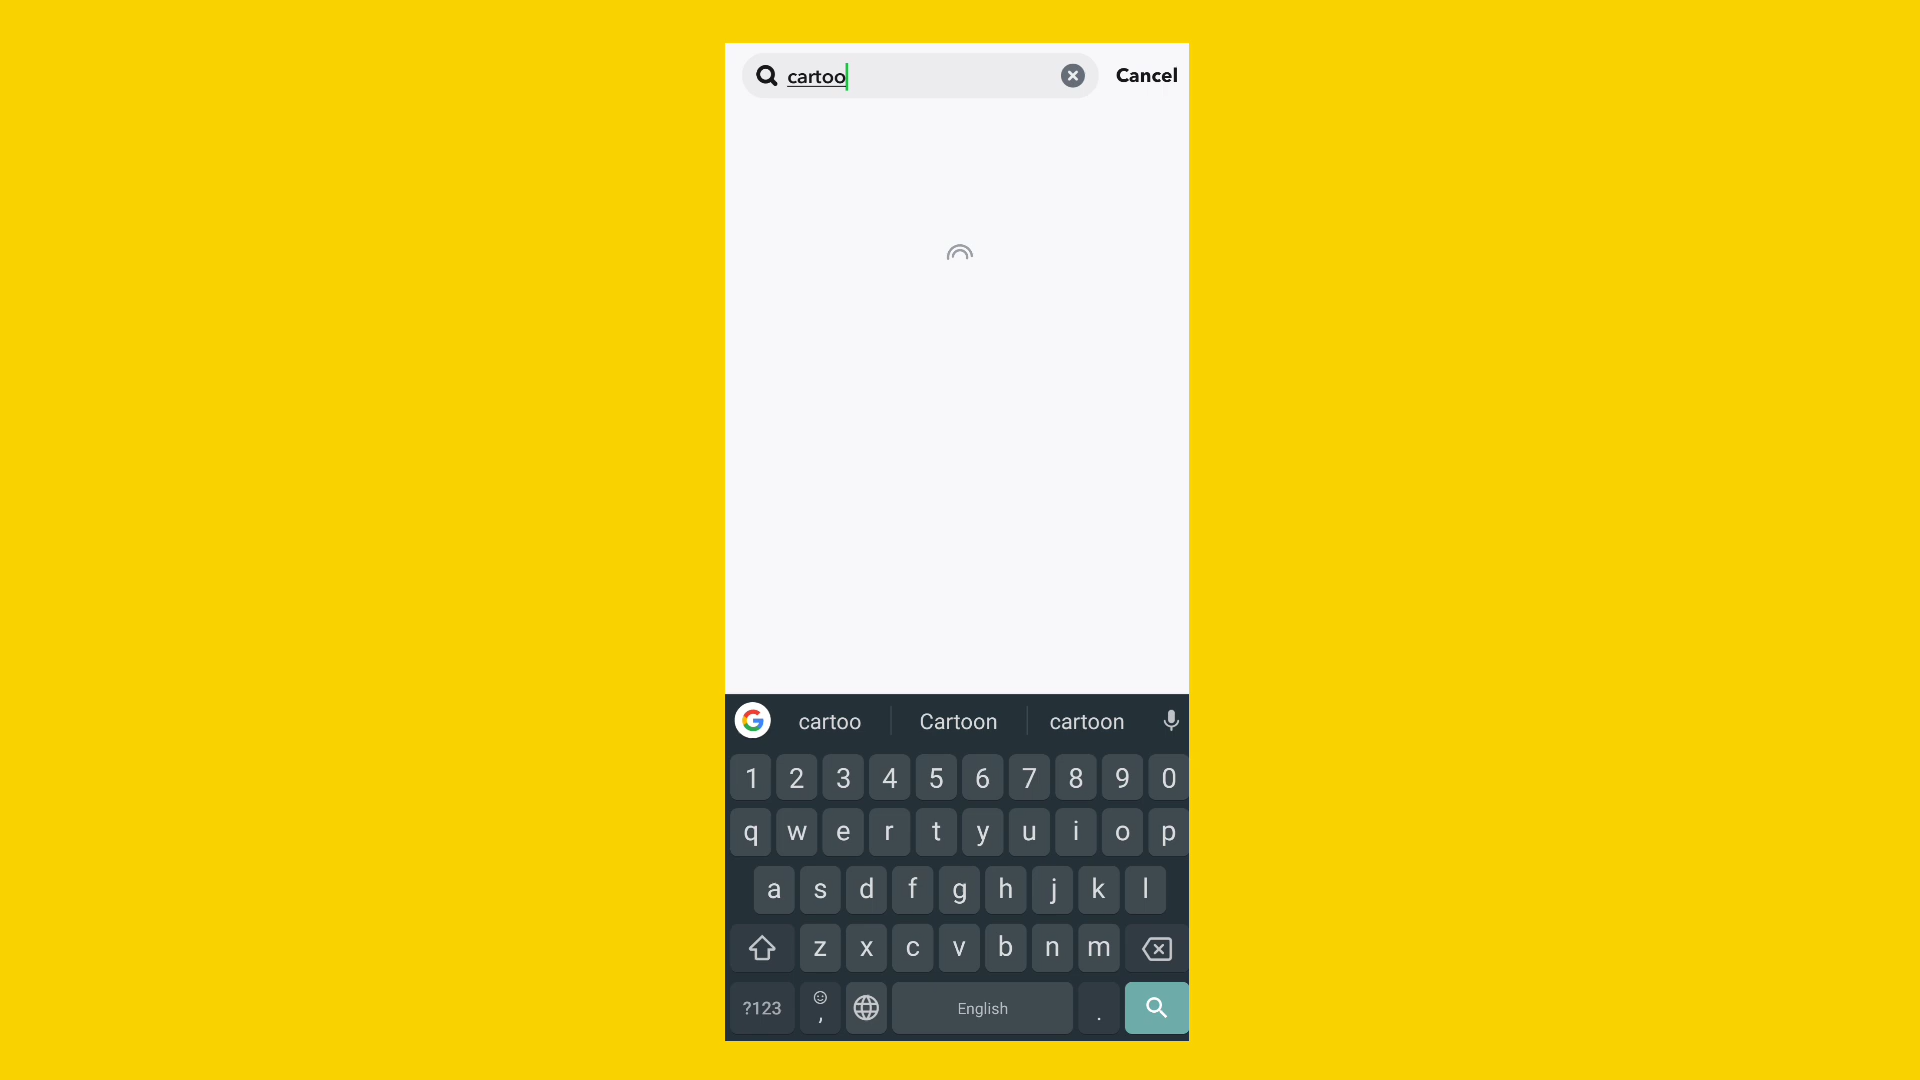 cartoo Cancel
cartoo Cartoon cartoon
1 2 3 4 5 6 7 8 9 0
q w e r t y u i o p
a s d f g h j k l
z x c v b n m
?123 , English .